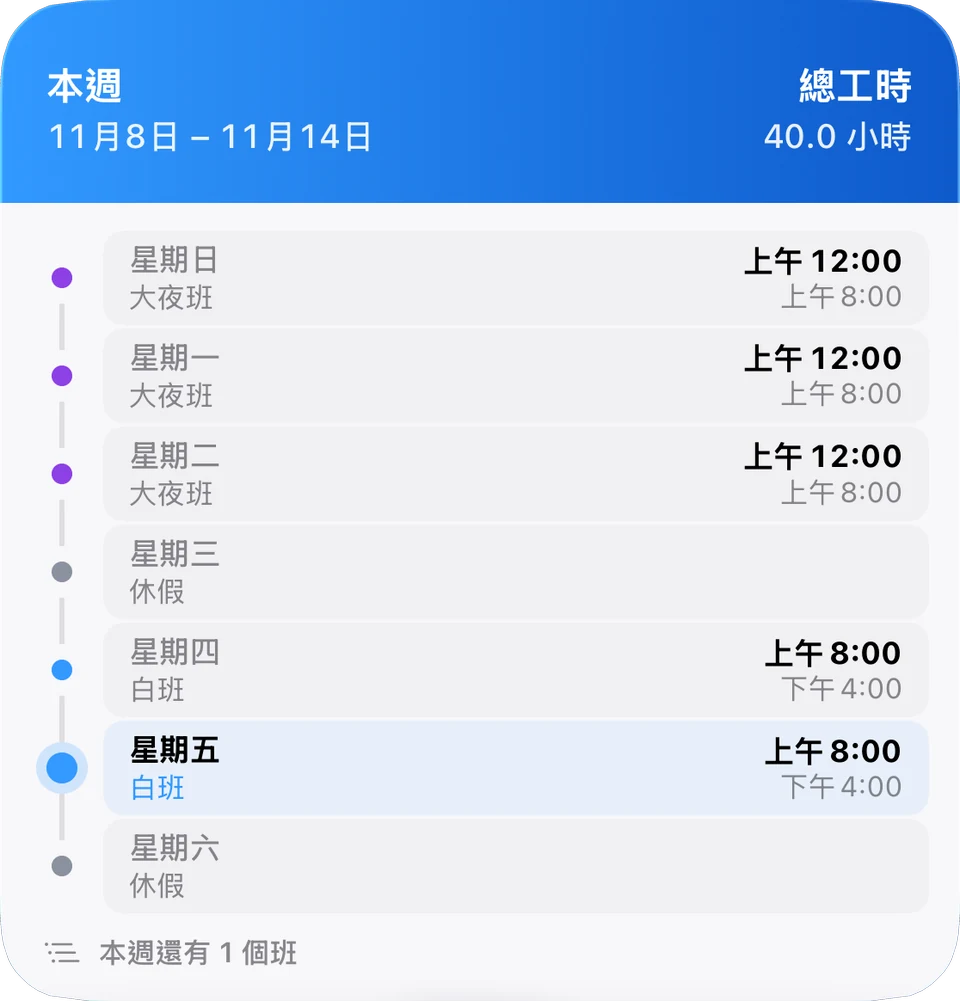 本週
總工時
11月8日 – 11月14日
40.0 小時
星期日
上午 12:00
大夜班
上午 8:00
星期一
上午 12:00
大夜班
上午 8:00
星期二
上午 12:00
大夜班
上午 8:00
星期三
休假
星期四
上午 8:00
白班
下午 4:00
星期五
上午 8:00
白班
下午 4:00
星期六
休假
本週還有 1 個班